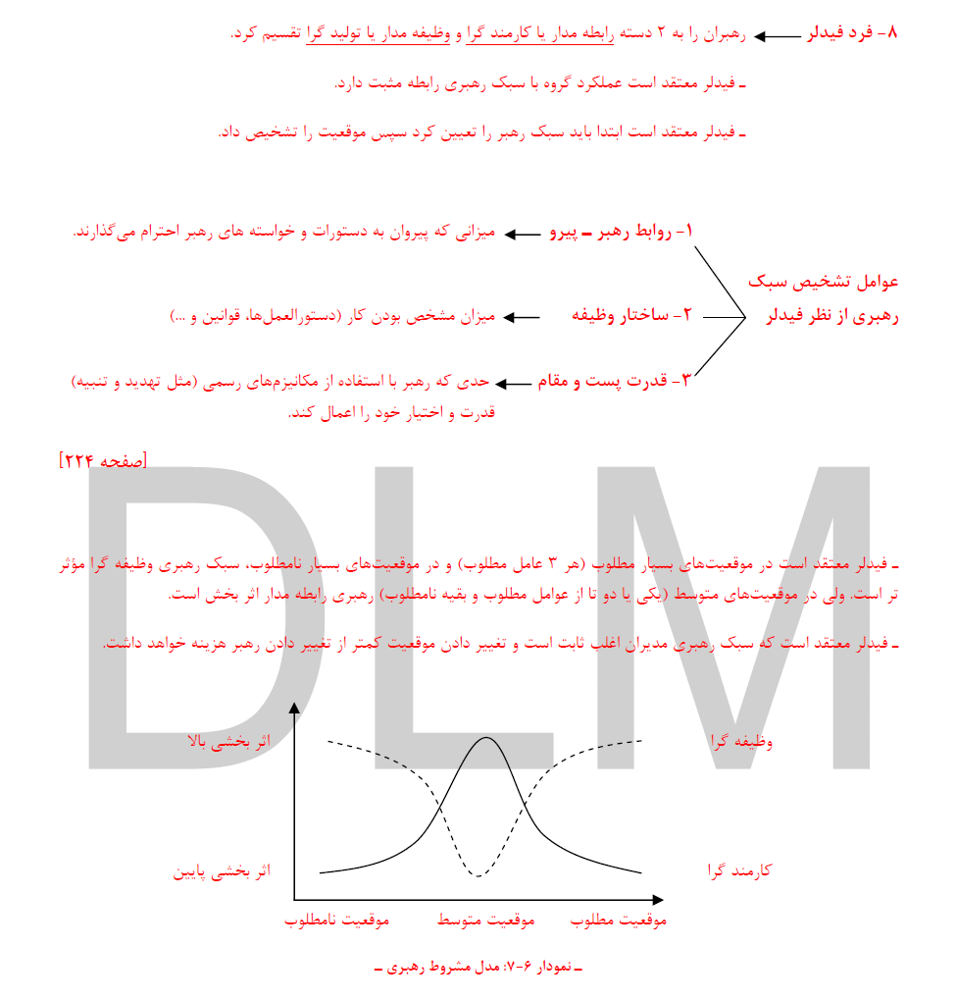 ۸- فرد فیدلر ← رهبران را به ۲ دسته رابطه مدار یا کارمند گرا و وظیفه مدار یا تولید گرا تقسیم کرد.
ـ فیدلر معتقد است عملکرد گروه با سبک رهبری رابطه مثبت دارد.
ـ فیدلر معتقد است ابتدا باید سبک رهبر را تعیین کرد سپس موقعیت را تشخیص داد.
عوامل تشخیص سبک
رهبری از نظر فیدلر
۱- روابط رهبر ـ پیرو ← میزانی که پیروان به دستورات و خواسته های رهبر احترام می‌گذارند.
۲- ساختار وظیفه ← میزان مشخص بودن کار (دستورالعمل‌ها، قوانین و ...)
۳- قدرت پست و مقام ← حدی که رهبر با استفاده از مکانیزم‌های رسمی (مثل تهدید و تنبیه)
قدرت و اختیار خود را اعمال کند.
[صفحه ۲۲۴]
DLM
ـ فیدلر معتقد است در موقعیت‌های بسیار مطلوب (هر ۳ عامل مطلوب) و در موقعیت‌های بسیار نامطلوب، سبک رهبری وظیفه گرا مؤثر
تر است. ولی در موقعیت‌های متوسط (یکی یا دو تا از عوامل مطلوب و بقیه نامطلوب) رهبری رابطه مدار اثر بخش است.
ـ فیدلر معتقد است که سبک رهبری مدیران اغلب ثابت است و تغییر دادن موقعیت کمتر از تغییر دادن رهبر هزینه خواهد داشت.
وظیفه گرا
اثر بخشی بالا
کارمند گرا
اثر بخشی پایین
موقعیت مطلوب
موقعیت متوسط
موقعیت نامطلوب
ـ نمودار ۶-۷: مدل مشروط رهبری ـ